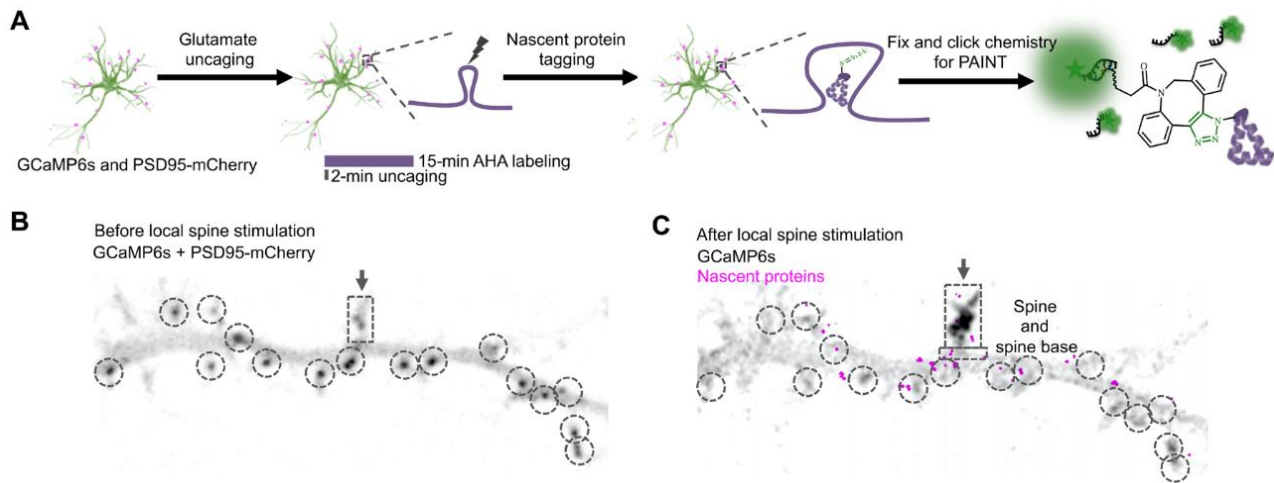 A
Glutamate
uncaging
Nascent protein
tagging
Fix and click chemistry
for PAINT
GCaMP6s and PSD95-mCherry
15-min AHA labeling
2-min uncaging
O
N
N
N=N
B
Before local spine stimulation
GCaMP6s + PSD95-mCherry
C
After local spine stimulation
GCaMP6s
Nascent proteins
Spine
and
spine base